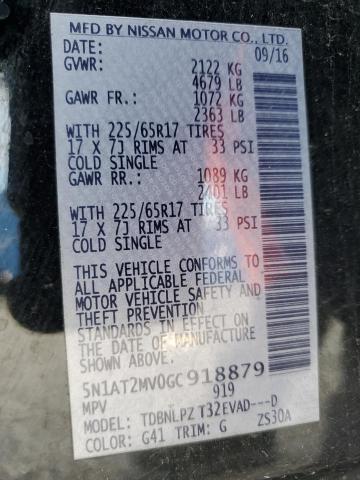 MFD BY NISSAN MOTOR CO., LTD.
DATE: 09/16
GVWR: 2122 KG
4679 LB
GAWR FR.: 1072 KG
2363 LB
WITH 225/65R17 TIRES
17 X 7J RIMS AT 33 PSI
COLD SINGLE
GAWR RR.: 1089 KG
2401 LB
WITH 225/65R17 TIRES
17 X 7J RIMS AT 33 PSI
COLD SINGLE
THIS VEHICLE CONFORMS TO
ALL APPLICABLE FEDERAL
MOTOR VEHICLE SAFETY AND
THEFT PREVENTION
STANDARDS IN EFFECT ON
THE DATE OF MANUFACTURE
SHOWN ABOVE.
5N1AT2MV0GC918879
MPV 919
MODEL: TDBNLPZ T32EVAD---D
COLOR: G41 TRIM: G ZS30A